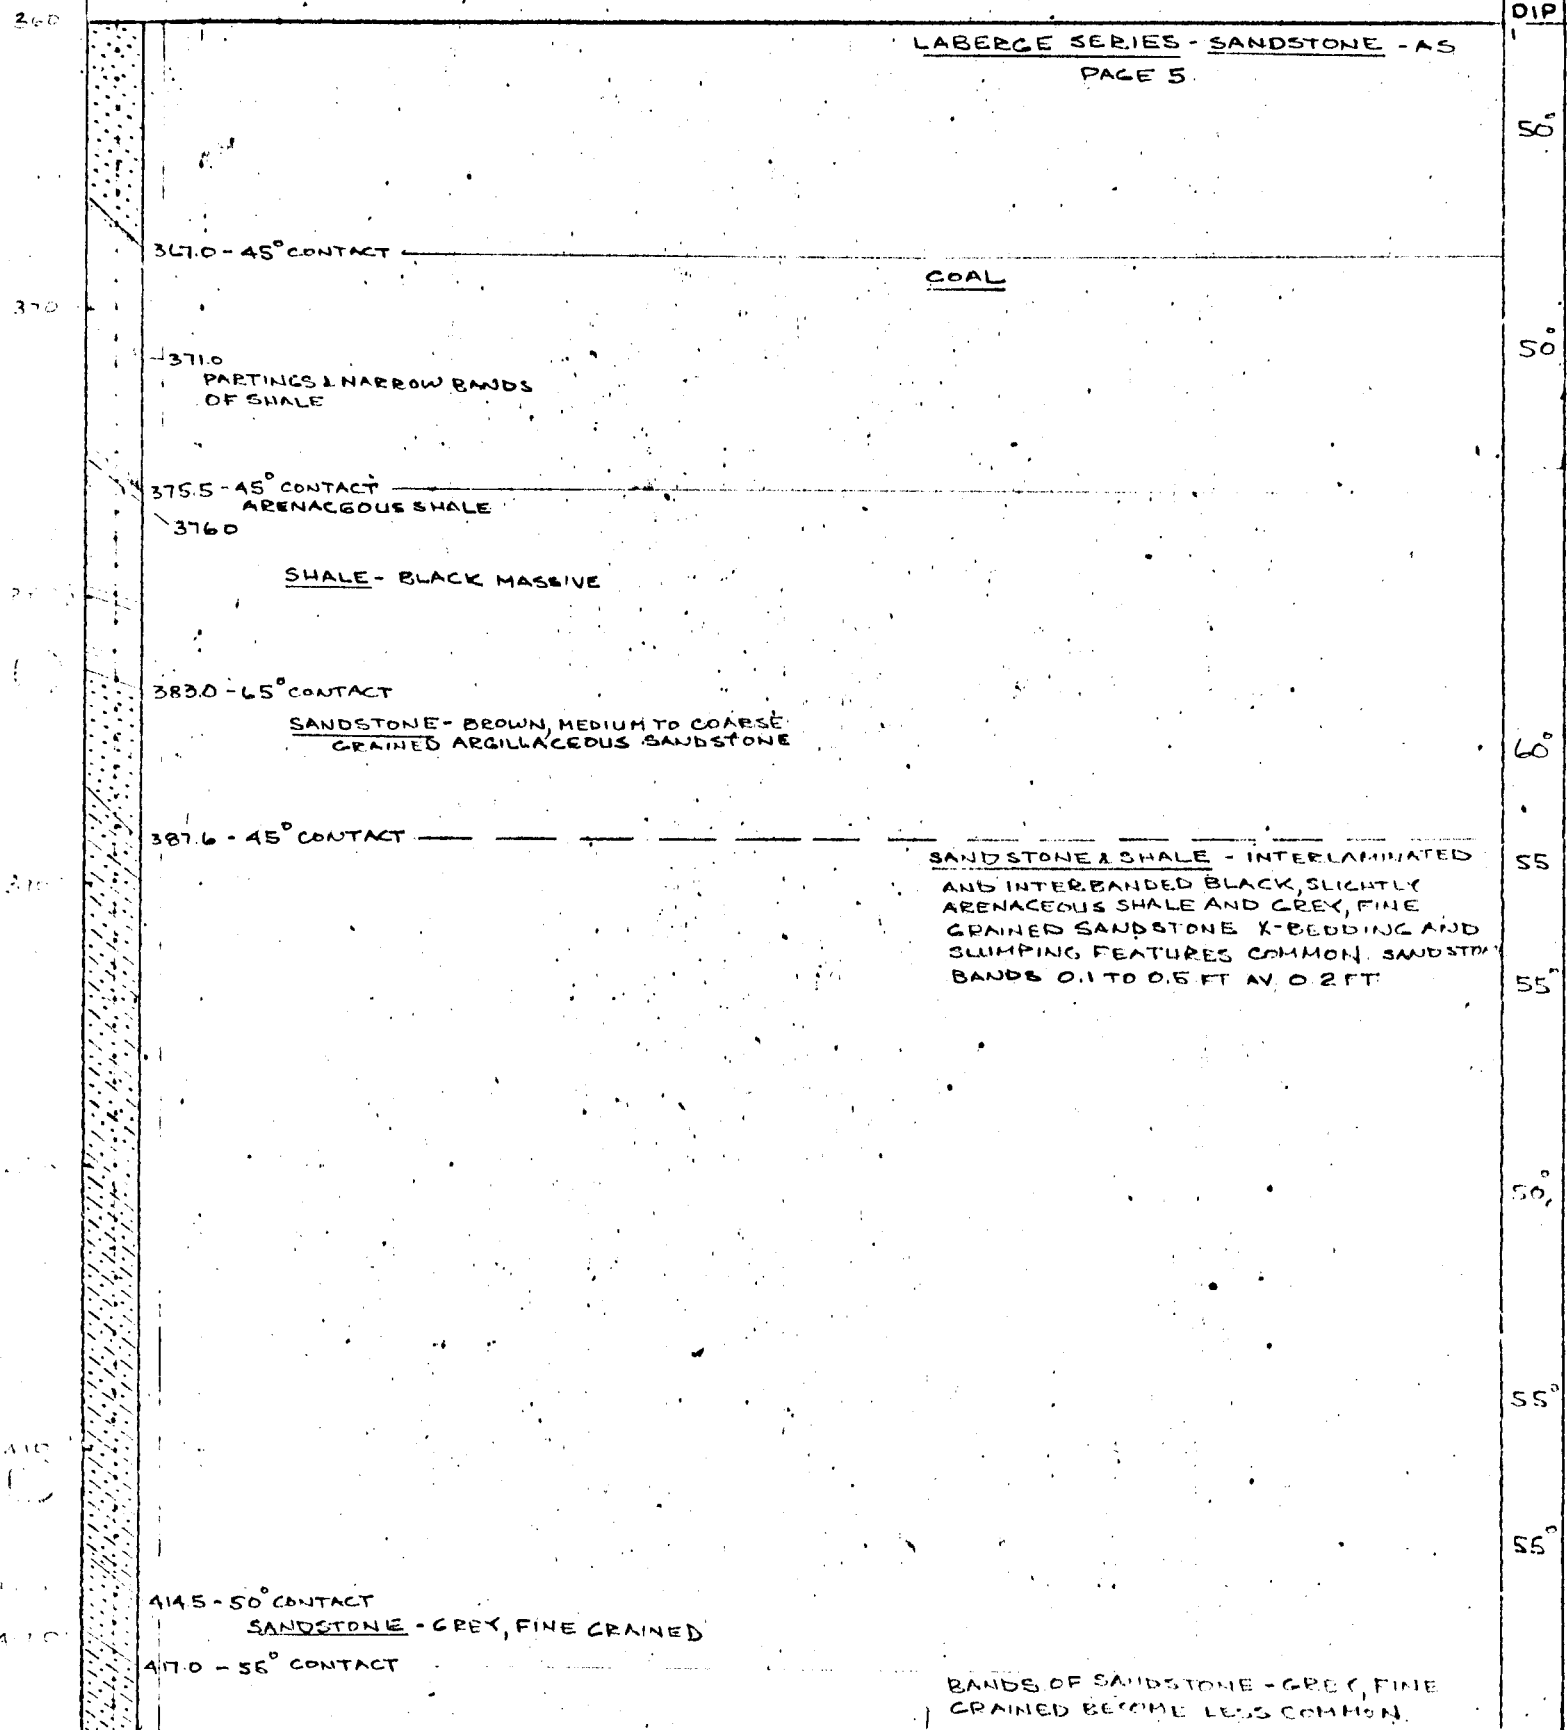 DIP
260
LABERGE SERIES - SANDSTONE - AS
PAGE 5.
50°
367.0 - 45° CONTACT
COAL
370
50°
371.0
PARTINGS & NARROW BANDS
OF SHALE
375.5 - 45° CONTACT
ARENACEOUS SHALE
376.0
SHALE - BLACK MASSIVE
383.0 - 65° CONTACT
SANDSTONE - BROWN, MEDIUM TO COARSE
GRAINED ARGILLACEOUS SANDSTONE
60°
387.6 - 45° CONTACT
SANDSTONE & SHALE - INTERLAMINATED
55
AND INTERBANDED BLACK, SLIGHTLY
ARENACEOUS SHALE AND GREY, FINE
GRAINED SANDSTONE X-BEDDING AND
SLUMPING FEATURES COMMON. SANDSTON
BANDS 0.1 TO 0.5 FT AV. 0.2 FT
55°
50°
55°
410
55°
414.5 - 50° CONTACT
SANDSTONE - GREY, FINE GRAINED
417.0 - 55° CONTACT
BANDS OF SANDSTONE - GREY, FINE
GRAINED BECOME LESS COMMON.